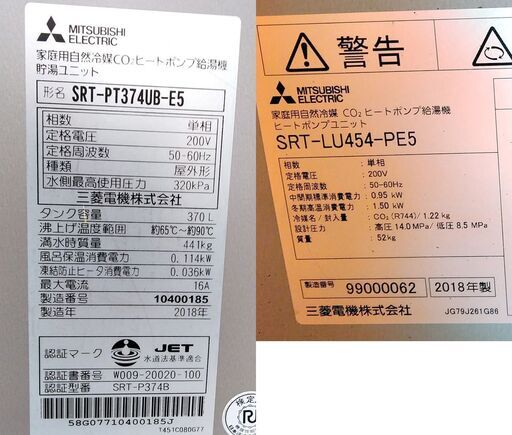 MITSUBISHI
ELECTRIC
家庭用自然冷媒CO₂ヒートポンプ給湯機
貯湯ユニット
形名 SRT-PT374UB-E5
相数 単相
定格電圧 200V
定格周波数 50-60Hz
種類 屋外形
水側最高使用圧力 320kPa
三菱電機株式会社
タンク容量 370L
沸上げ温度範囲 約65℃~約90℃
満水時質量 441kg
風呂保温消費電力 0.114kW
凍結防止ヒータ消費電力 0.036kW
最大電流 16A
製造番号 10400185
製造年 2018年
認証マーク JET 水道法基準適合
認証書番号 W009-20020-100
認証型番 SRT-P374B
58G07710400185J
T451C080G77
警告
MITSUBISHI
ELECTRIC
家庭用自然冷媒 CO₂ ヒートポンプ給湯機
ヒートポンプユニット
SRT-LU454-PE5
相数 : 単相
定格電圧 : 200V
定格周波数 : 50-60Hz
中間期標準消費電力 : 0.95 kW
冬期高温消費電力 : 1.50 kW
冷媒名/封入量 : CO₂ (R744) / 1.22kg
設計圧力 : 高圧 14.0 MPa/ 低圧 8.5 MPa
質量 : 52kg
製造番号 99000062 2018年製
三菱電機株式会社
JG79J261G86